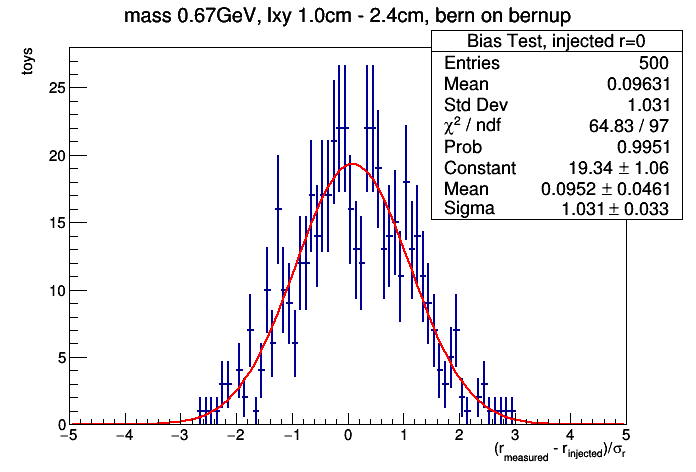 mass 0.67GeV, lxy 1.0cm - 2.4cm, bern on bernup
toys
Bias Test, injected r=0
Entries 500
Mean 0.09631
Std Dev 1.031
χ² / ndf 64.83 / 97
Prob 0.9951
Constant 19.34 ± 1.06
Mean 0.0952 ± 0.0461
Sigma 1.031 ± 0.033
25
20
15
10
5
0
−5 −4 −3 −2 −1 0 1 2 3 4 5
(r_measured - r_injected)/σ_r